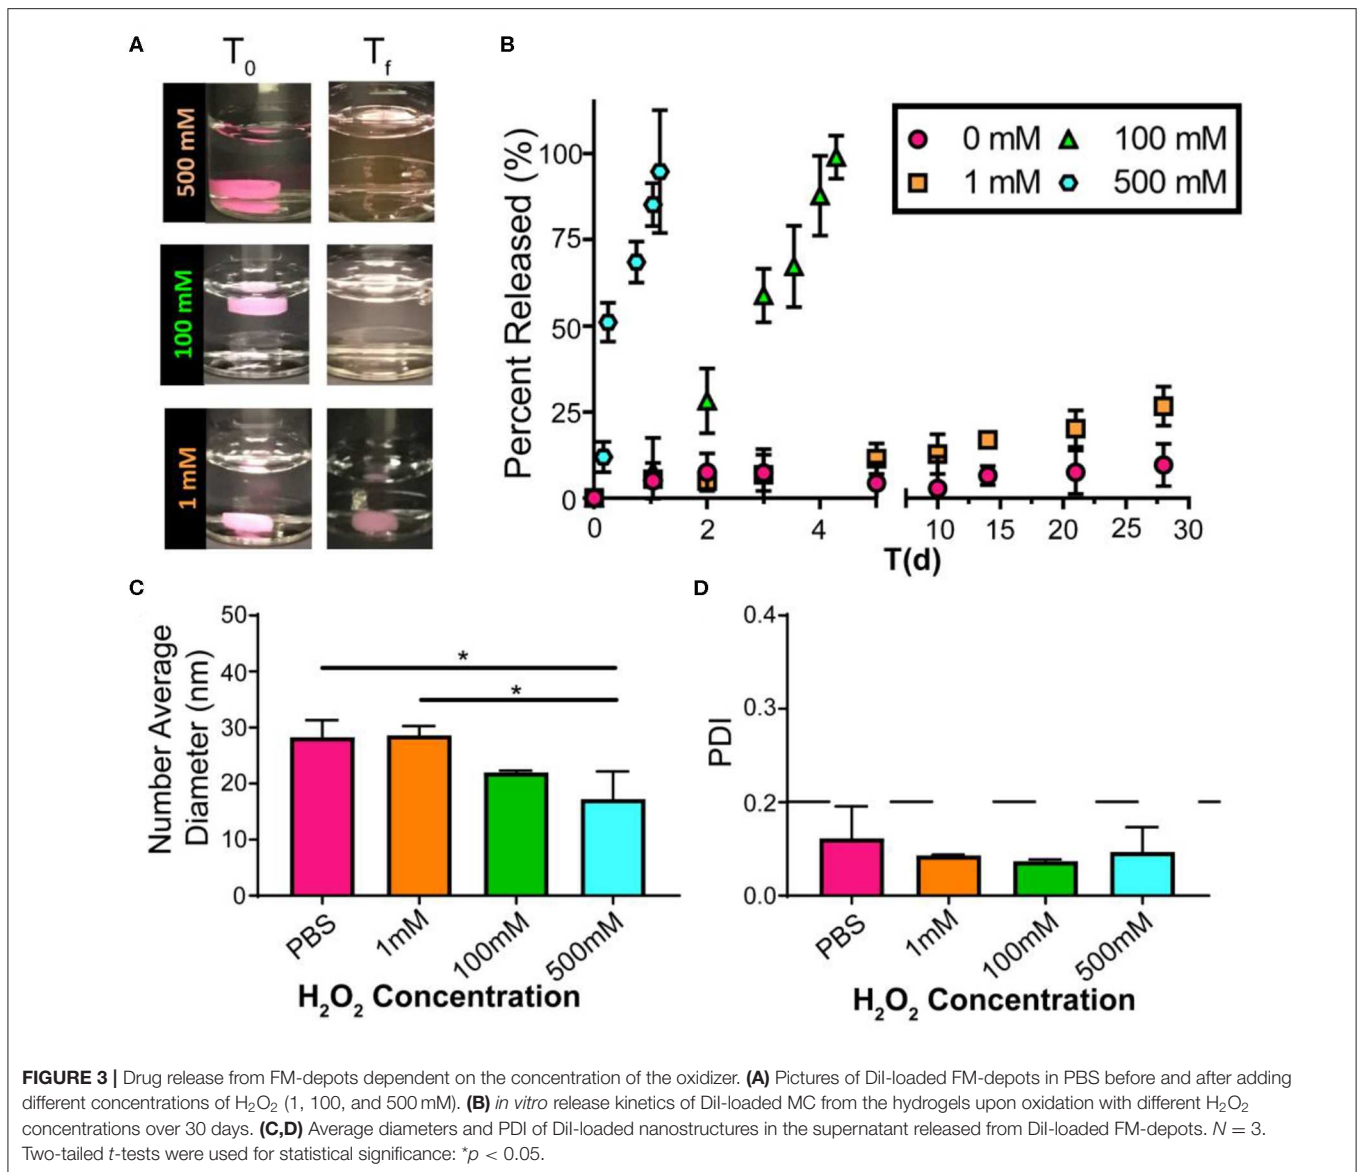 A
T0
Tf
500 mM
100 mM
1 mM
B
Percent Released (%)
100
75
50
25
0
0 2 4 10 15 20 25 30
T(d)
0 mM 100 mM
1 mM 500 mM
C
Number Average
Diameter (nm)
50
40
30
20
10
0
*
*
PBS
1mM
100mM
500mM
H2O2 Concentration
D
PDI
0.4
0.3
0.2
0.0
PBS
1mM
100mM
500mM
H2O2 Concentration
FIGURE 3 | Drug release from FM-depots dependent on the concentration of the oxidizer. (A) Pictures of DiI-loaded FM-depots in PBS before and after adding
different concentrations of H2O2 (1, 100, and 500 mM). (B) in vitro release kinetics of DiI-loaded MC from the hydrogels upon oxidation with different H2O2
concentrations over 30 days. (C,D) Average diameters and PDI of DiI-loaded nanostructures in the supernatant released from DiI-loaded FM-depots. N = 3.
Two-tailed t-tests were used for statistical significance: *p < 0.05.